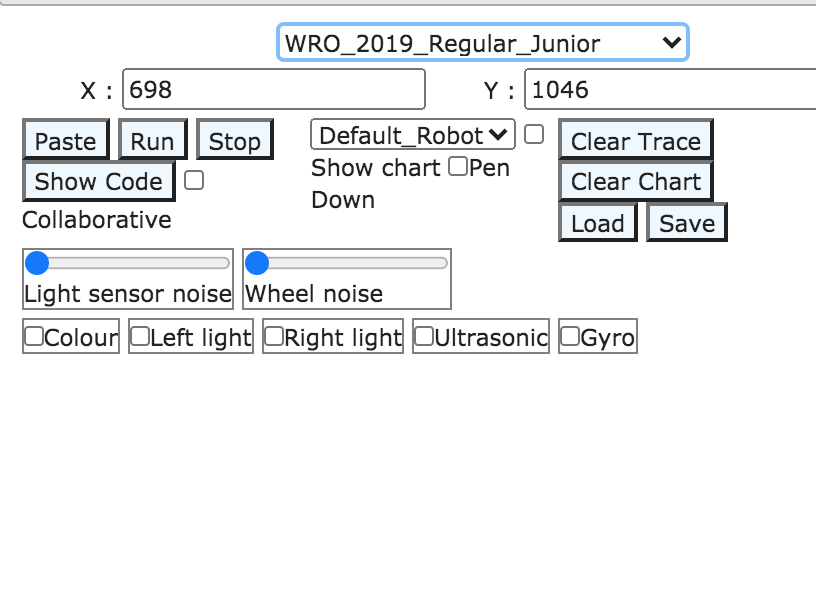 WRO_2019_Regular_Junior
X : 698 Y : 1046
Paste Run Stop Default_Robot Clear Trace
Show Code Show chart Pen Clear Chart
Collaborative Down Load Save
Light sensor noise Wheel noise
Colour Left light Right light Ultrasonic Gyro